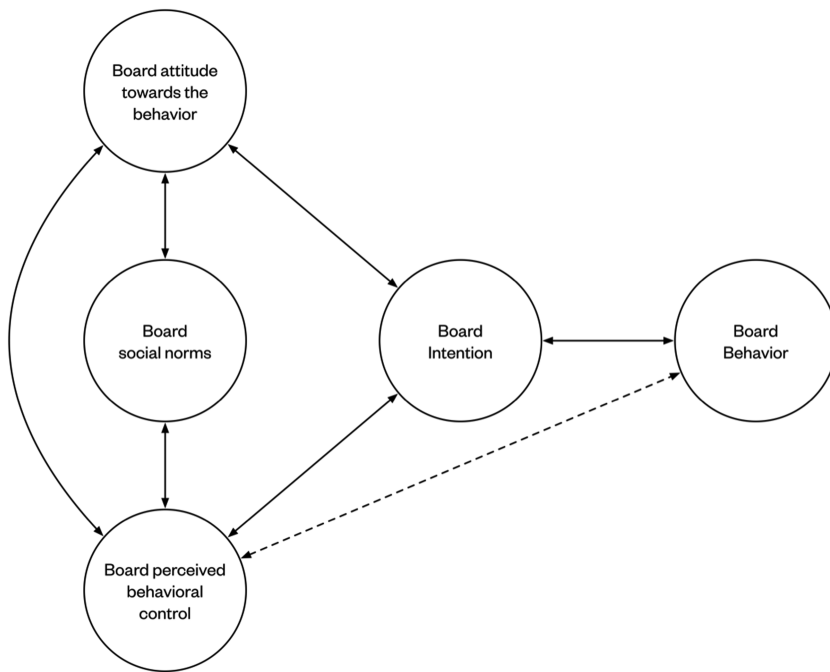 Board attitude
towards the
behavior
Board
social norms
Board
Intention
Board
Behavior
Board perceived
behavioral
control